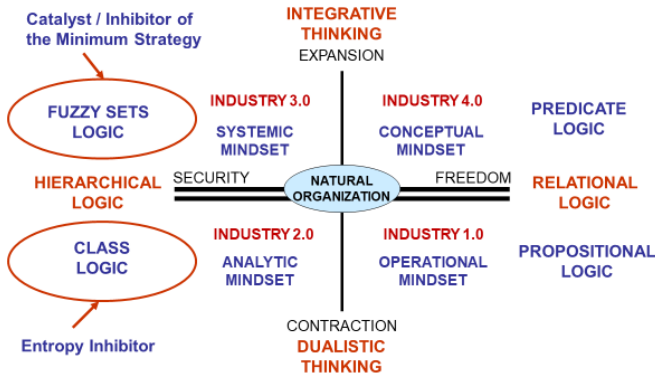 Catalyst / Inhibitor of
the Minimum Strategy
INTEGRATIVE
THINKING
EXPANSION
FUZZY SETS
LOGIC
INDUSTRY 3.0
SYSTEMIC
MINDSET
INDUSTRY 4.0
CONCEPTUAL
MINDSET
PREDICATE
LOGIC
HIERARCHICAL
LOGIC
SECURITY
NATURAL
ORGANIZATION
FREEDOM
RELATIONAL
LOGIC
CLASS
LOGIC
INDUSTRY 2.0
ANALYTIC
MINDSET
INDUSTRY 1.0
OPERATIONAL
MINDSET
PROPOSITIONAL
LOGIC
Entropy Inhibitor
CONTRACTION
DUALISTIC
THINKING